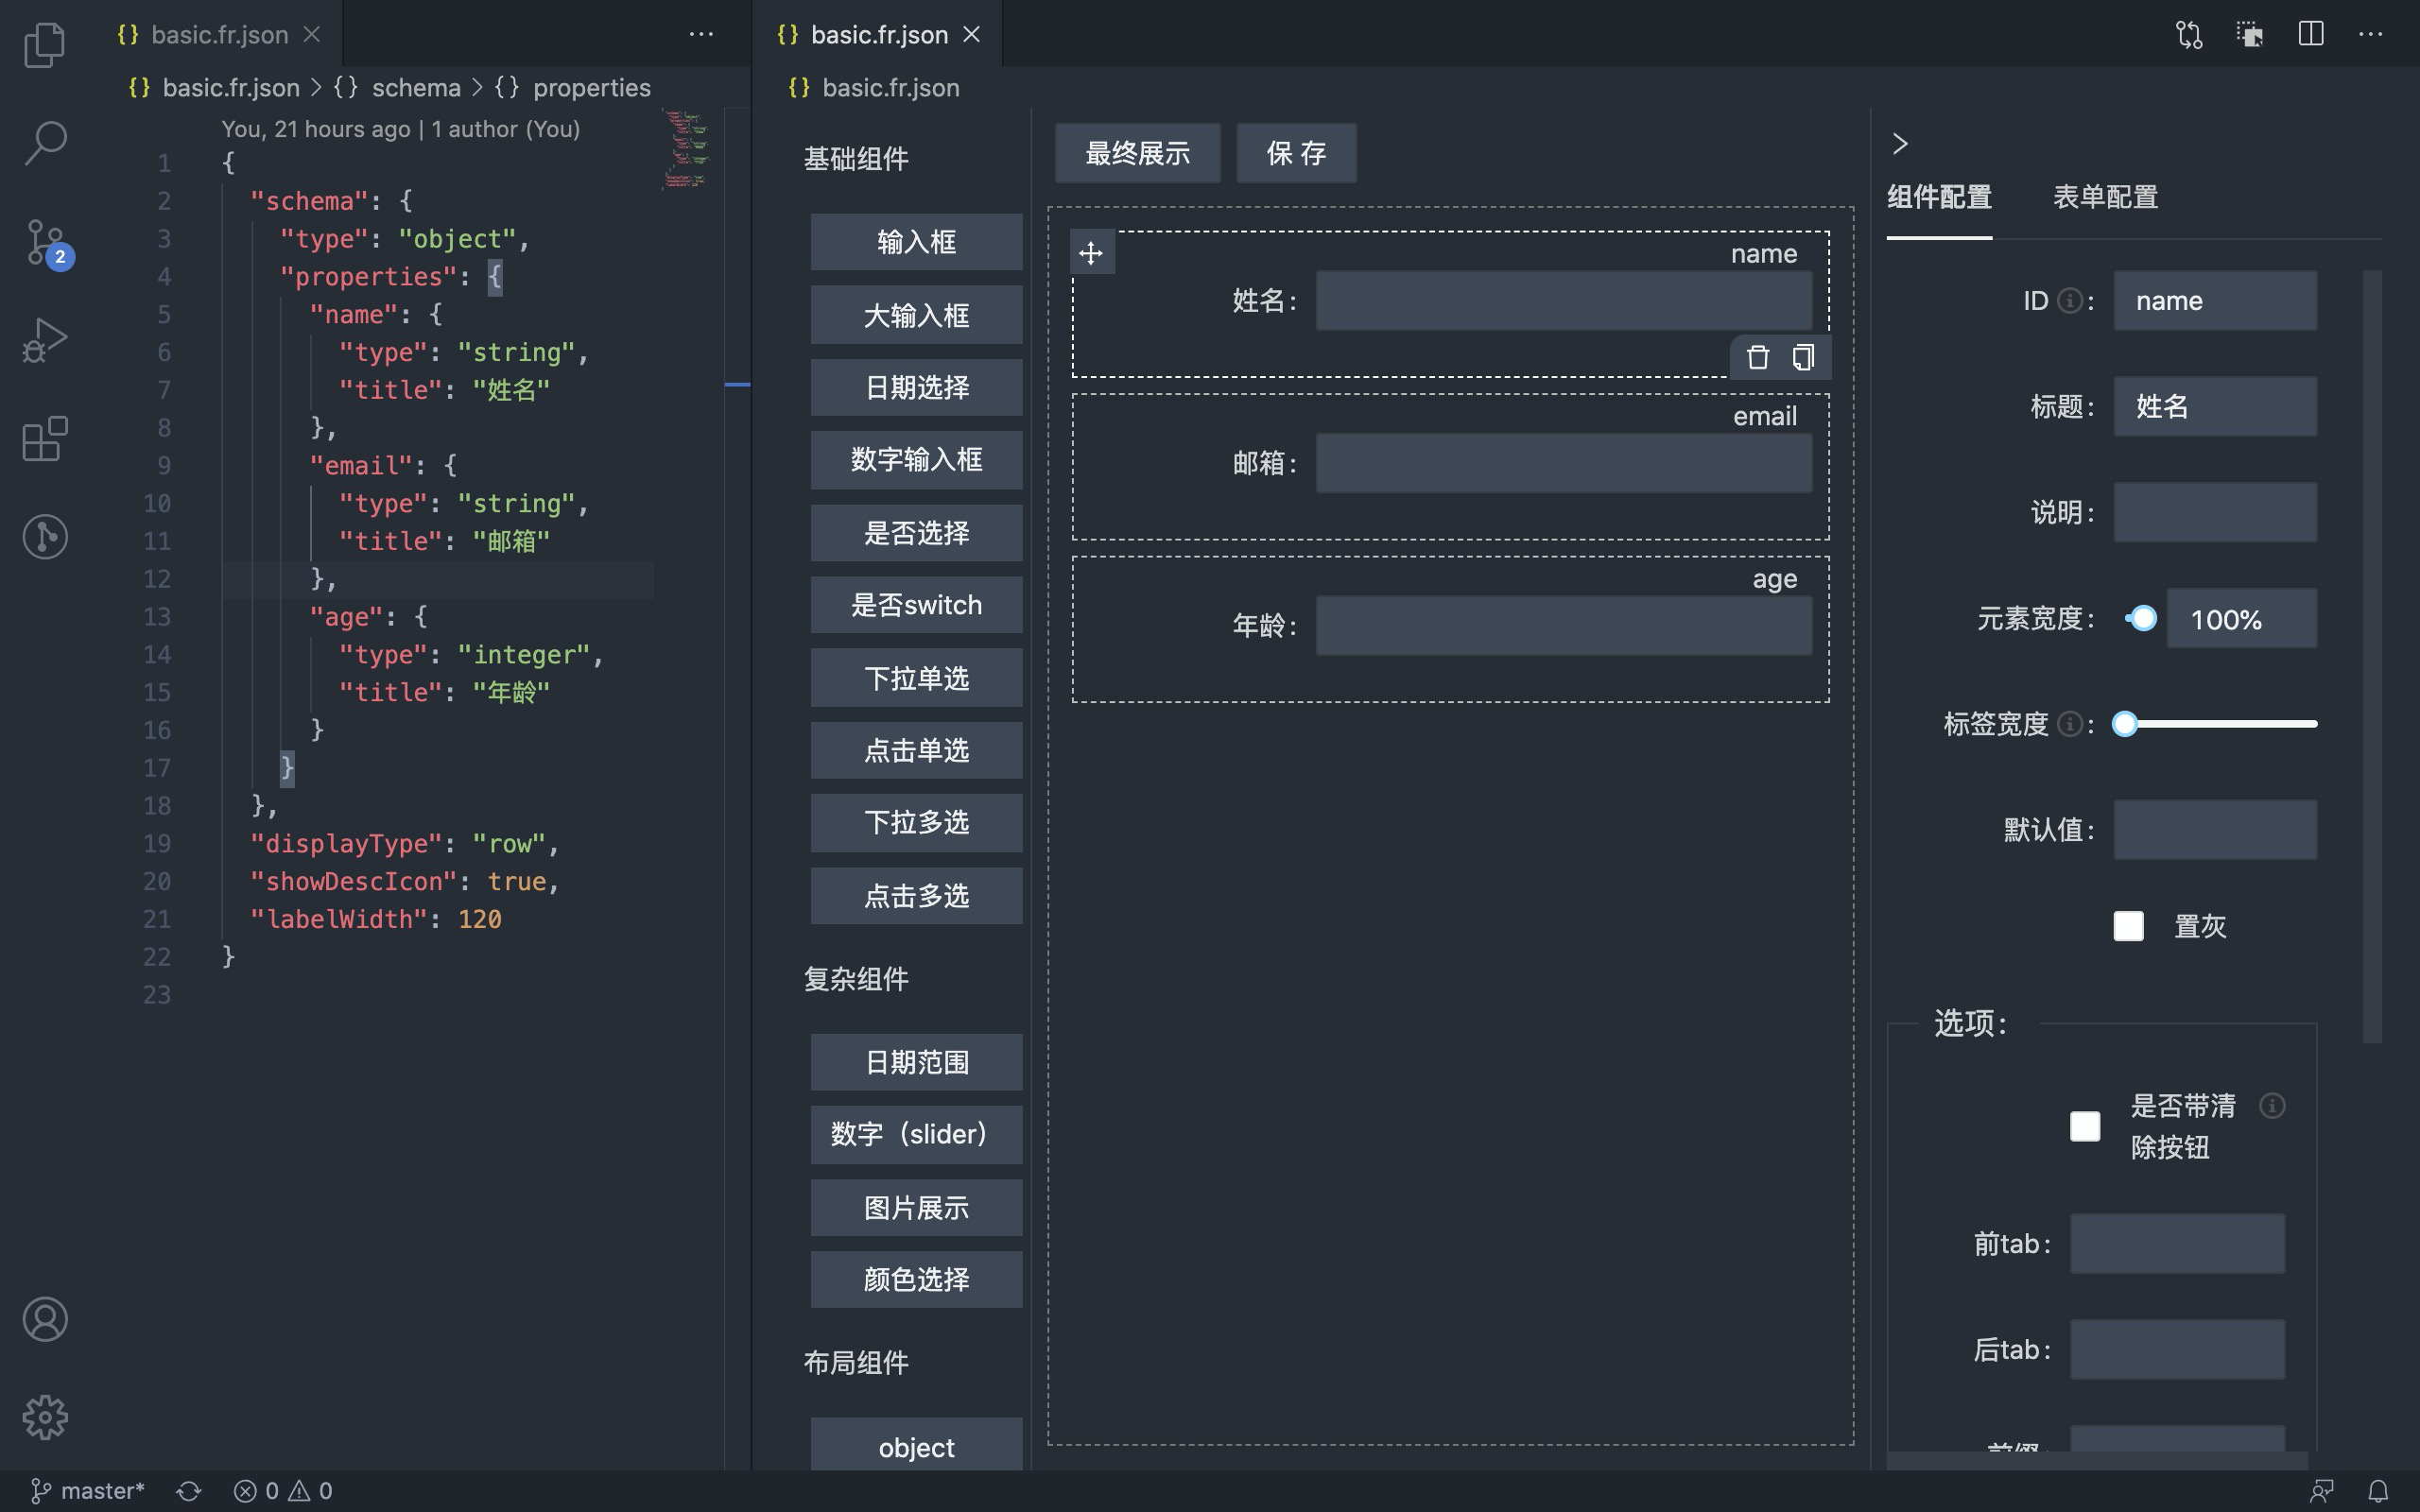 {} basic.fr.json
{} basic.fr.json > {} schema > {} properties
You, 21 hours ago | 1 author (You)
1 {
2 "schema": {
3 "type": "object",
4 "properties": {
5 "name": {
6 "type": "string",
7 "title": "姓名"
8 },
9 "email": {
10 "type": "string",
11 "title": "邮箱"
12 },
13 "age": {
14 "type": "integer",
15 "title": "年龄"
16 }
17 }
18 },
19 "displayType": "row",
20 "showDescIcon": true,
21 "labelWidth": 120
22 }
23
2
{} basic.fr.json
{} basic.fr.json
基础组件
输入框
大输入框
日期选择
数字输入框
是否选择
是否switch
下拉单选
点击单选
下拉多选
点击多选
复杂组件
日期范围
数字（slider）
图片展示
颜色选择
布局组件
object
最终展示
保 存
name
姓名：
email
邮箱：
age
年龄：
组件配置
表单配置
ID：
name
标题：
姓名
说明：
元素宽度：
100%
标签宽度：
默认值：
置灰
选项：
是否带清
除按钮
前tab：
后tab：
master*
0
0